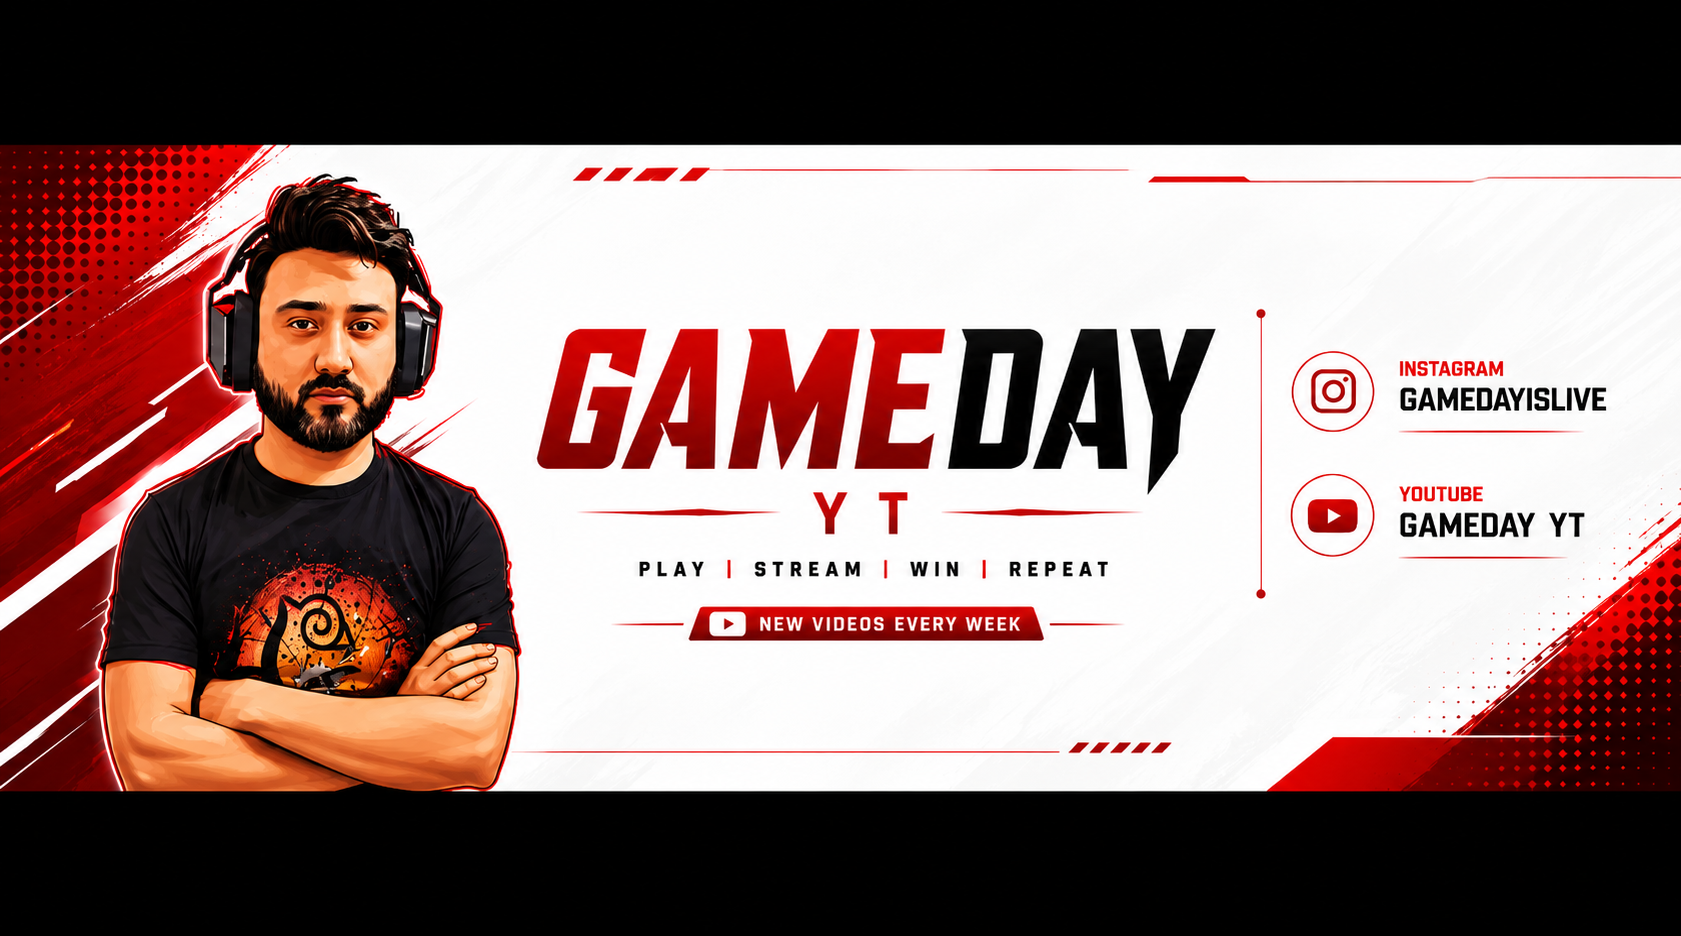 GAMEDAY
YT
PLAY | STREAM | WIN | REPEAT
NEW VIDEOS EVERY WEEK
INSTAGRAM
GAMEDAYISLIVE
YOUTUBE
GAMEDAY YT